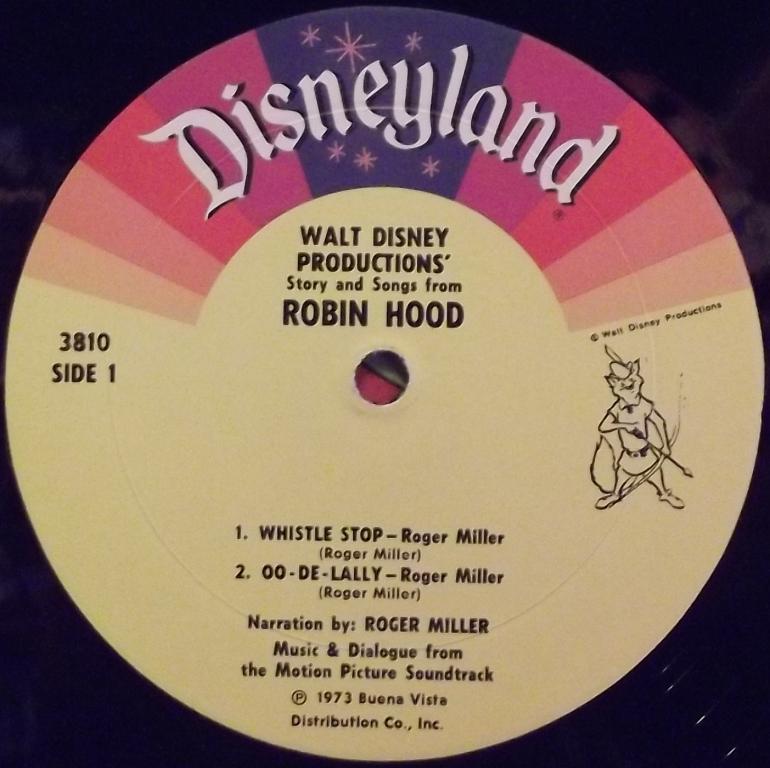 Disneyland
®
WALT DISNEY
PRODUCTIONS'
Story and Songs from
ROBIN HOOD
3810
SIDE 1
© Walt Disney Productions
1. WHISTLE STOP – Roger Miller
(Roger Miller)
2. OO-DE-LALLY – Roger Miller
(Roger Miller)
Narration by: ROGER MILLER
Music & Dialogue from
the Motion Picture Soundtrack
℗ 1973 Buena Vista
Distribution Co., Inc.